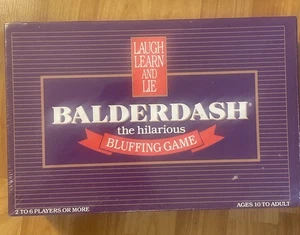 LAUGH
LEARN
AND
LIE
BALDERDASH®
the hilarious
BLUFFING GAME
2 TO 6 PLAYERS OR MORE
AGES 10 TO ADULT